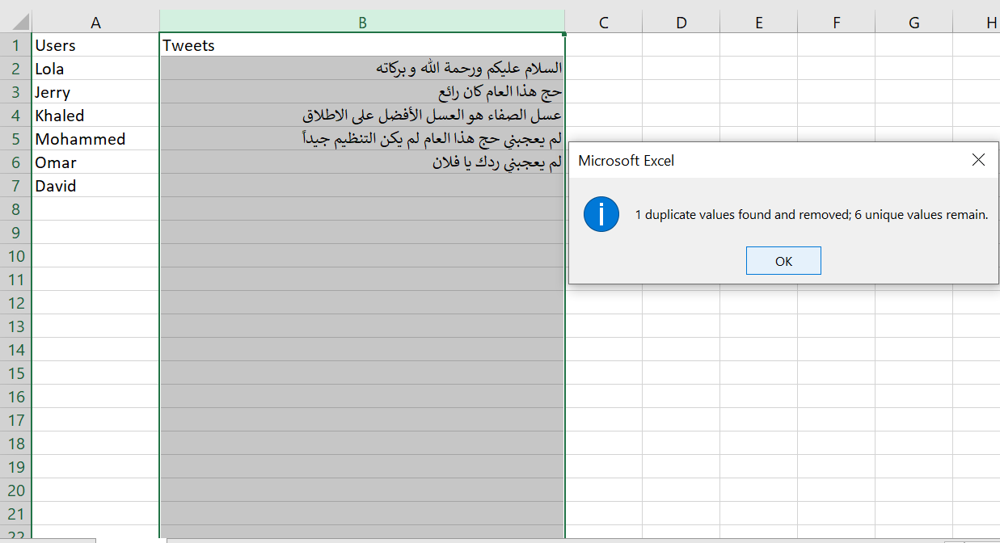 A B C D E F G H
1 Users Tweets
2 Lola السلام عليكم ورحمة الله و بركاته
3 Jerry حج هذا العام كان رائع
4 Khaled عسل الصفاء هو العسل الأفضل على الاطلاق
5 Mohammed لم يعجبني حج هذا العام لم يكن التنظيم جيداً
6 Omar لم يعجبني ردك يا فلان
7 David
8
9
10
11
12
13
14
15
16
17
18
19
20
21
22
Microsoft Excel
1 duplicate values found and removed; 6 unique values remain.
OK